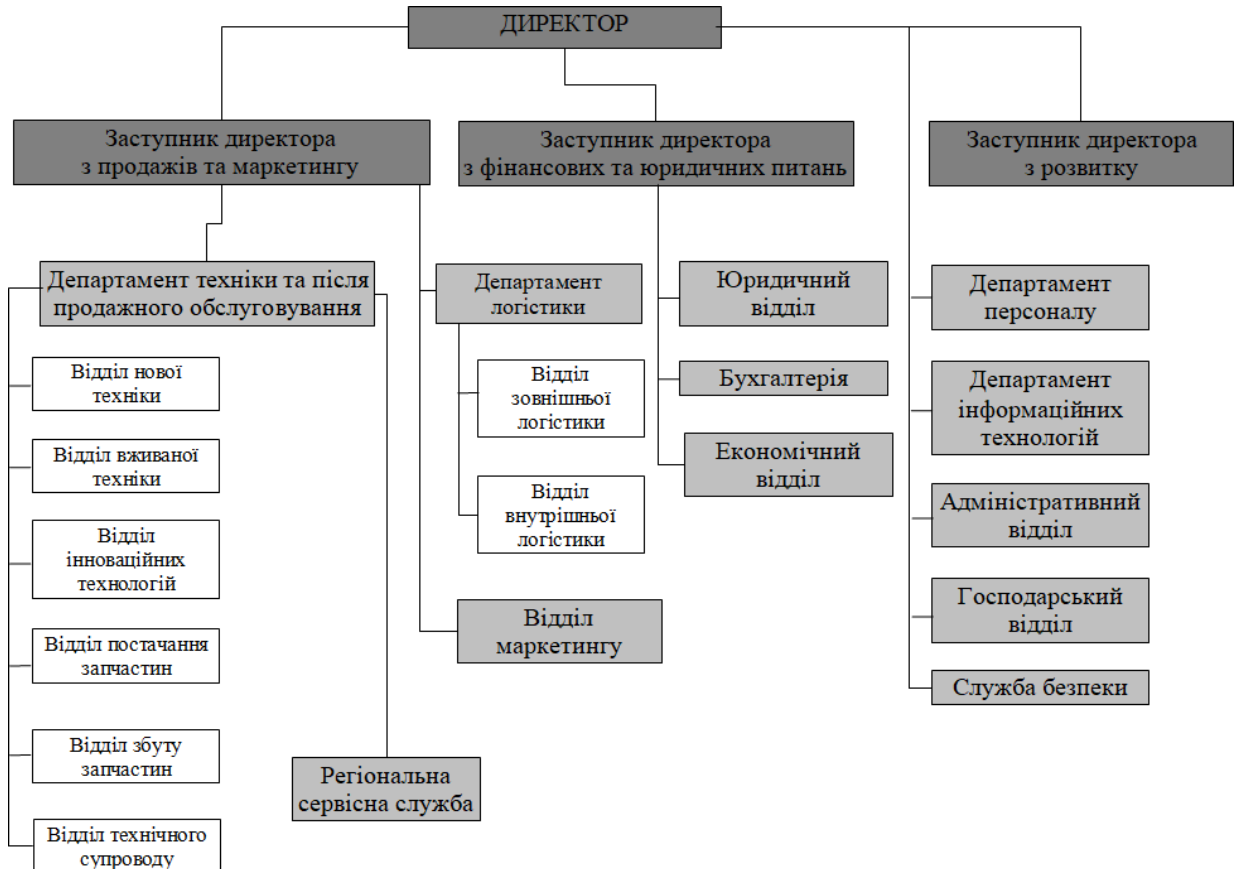 ДИРЕКТОР
Заступник директора
з продажів та маркетингу
Заступник директора
з фінансових та юридичних питань
Заступник директора
з розвитку
Департамент техніки та після
продажного обслуговування
Відділ нової
техніки
Відділ вживаної
техніки
Відділ
інноваційних
технологій
Відділ постачання
запчастин
Відділ збуту
запчастин
Відділ технічного
супроводу
Регіональна
сервісна служба
Департамент
логістики
Відділ
зовнішньої
логістики
Відділ
внутрішньої
логістики
Відділ
маркетингу
Юридичний
відділ
Бухгалтерія
Економічний
відділ
Департамент
персоналу
Департамент
інформаційних
технологій
Адміністративний
відділ
Господарський
відділ
Служба безпеки